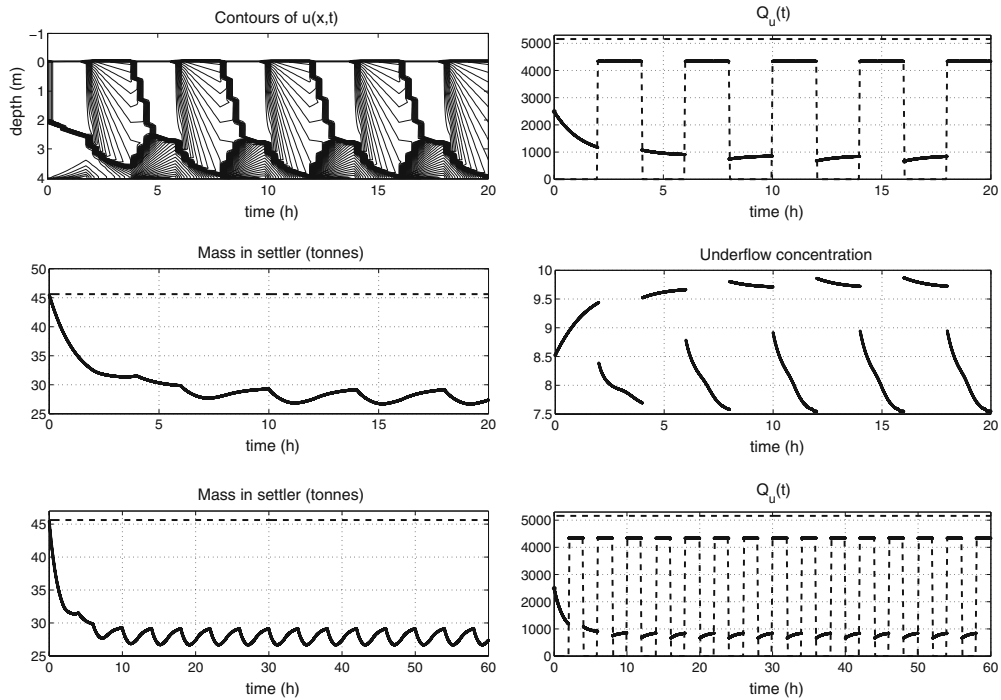 Contours of u(x,t)
−1
0
1
2
3
4
depth (m)
0 5 10 15 20
time (h)
Q_u(t)
5000
4000
3000
2000
1000
0
5 10 15 20
time (h)
Mass in settler (tonnes)
50
45
40
35
30
25
0 5 10 15 20
time (h)
Underflow concentration
10
9.5
9
8.5
8
7.5
0 5 10 15 20
time (h)
Mass in settler (tonnes)
45
40
35
30
25
0 10 20 30 40 50 60
time (h)
Q_u(t)
5000
4000
3000
2000
1000
0
0 10 20 30 40 50 60
time (h)